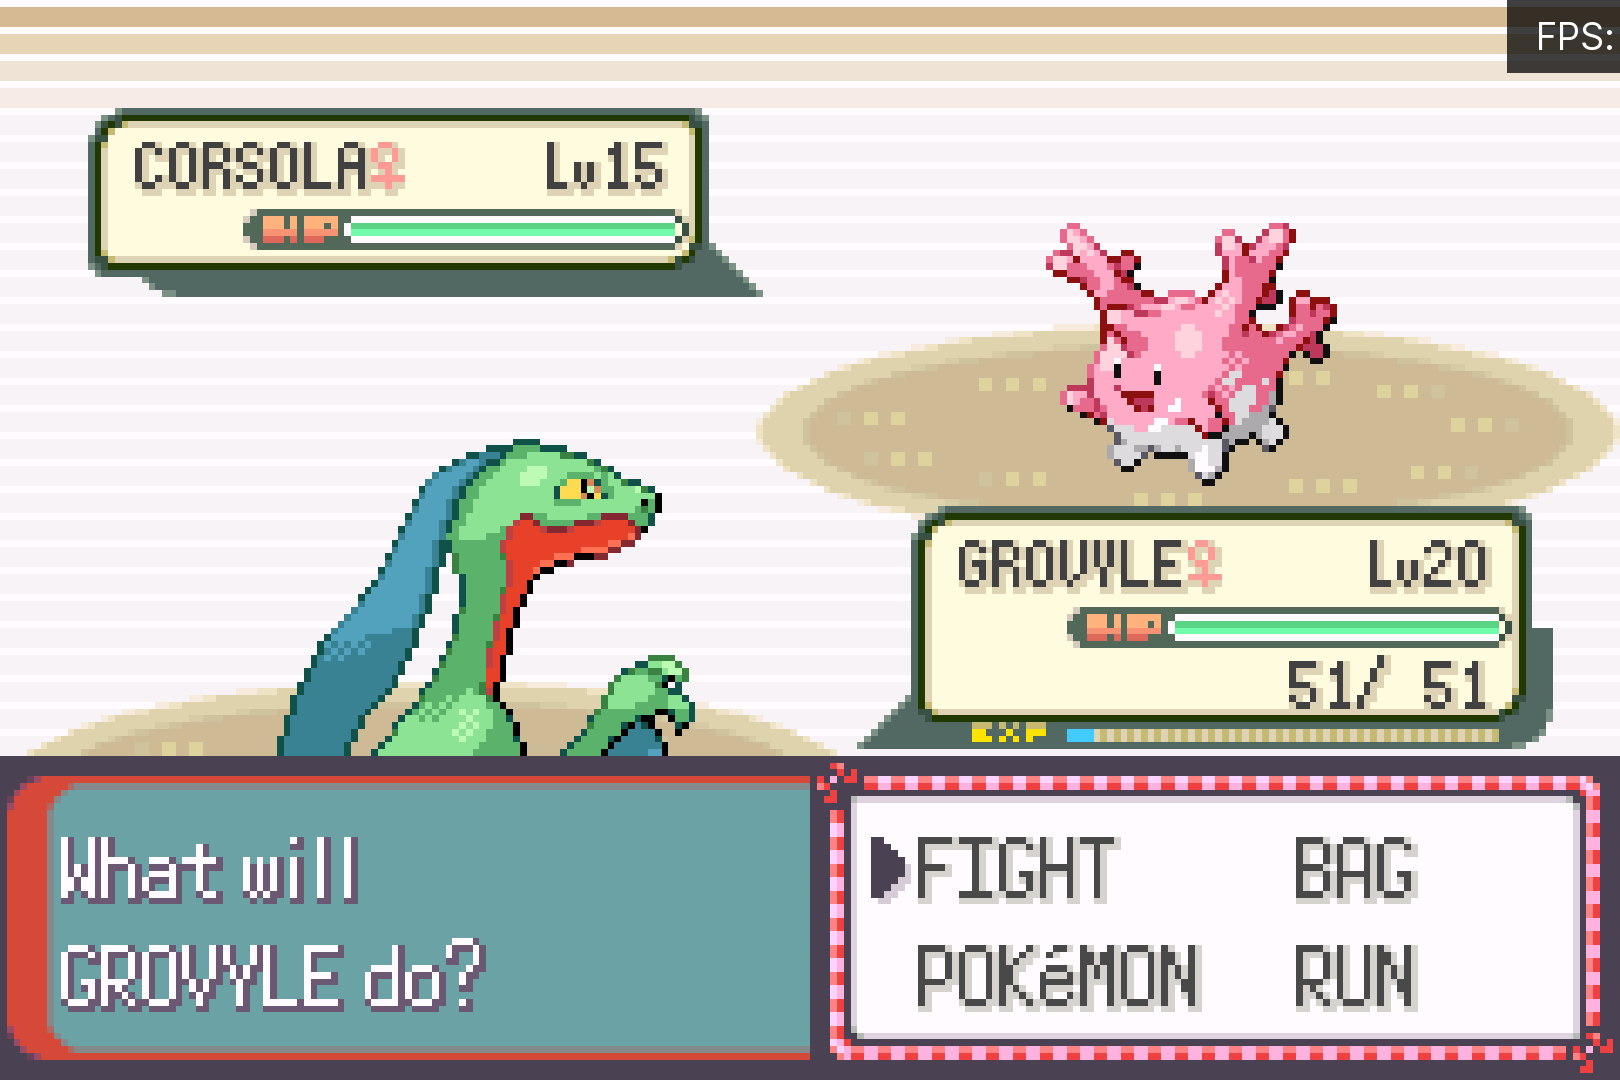 FPS:
CORSOLA♀ Lv15
HP
GROVYLE♀ Lv20
HP
51/ 51
EXP
What will
GROVYLE do?
▶FIGHT BAG
POKéMON RUN